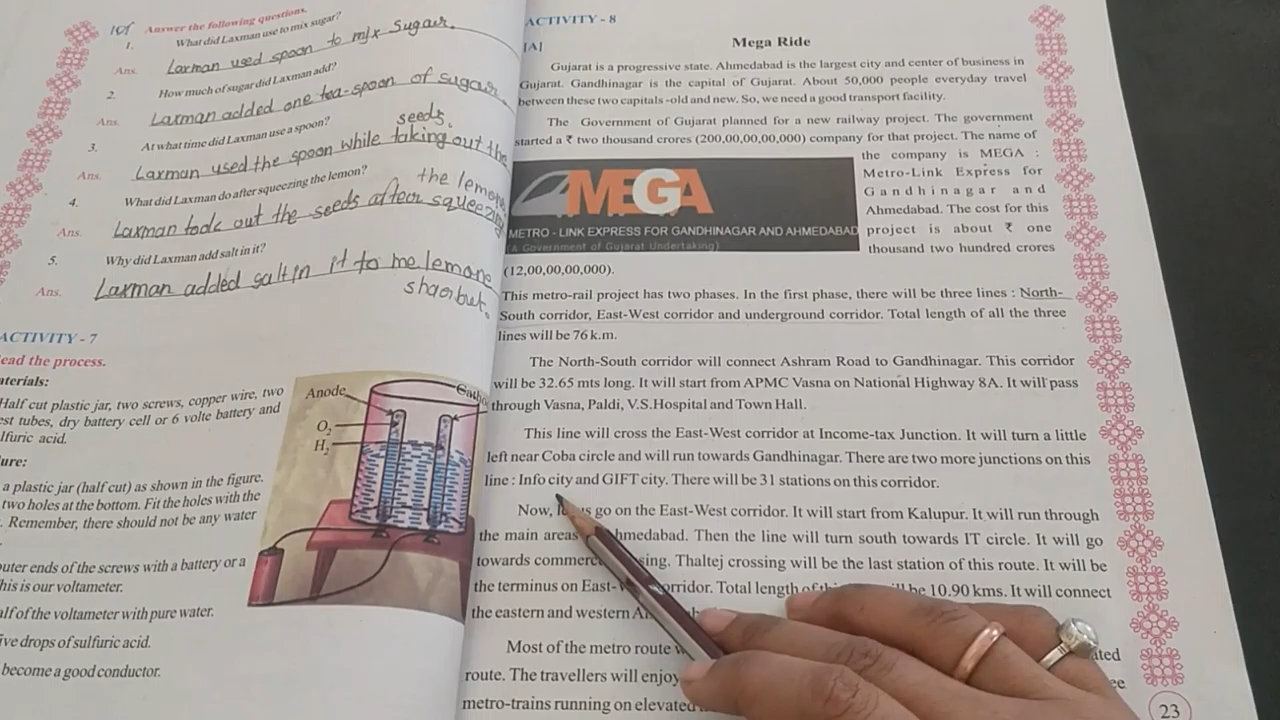 10f Answer the following questions.
1. What did Laxman use to mix sugar?
Ans. Laxman used spoon to mix sugar.
2. How much of sugar did Laxman add?
Ans. Laxman added one tea-spoon of sugar.
3. At what time did Laxman use a spoon?
seeds.
Ans. Laxman used the spoon while taking out the
4. What did Laxman do after squeezing the lemon?
the lemon
Ans. Laxman took out the seeds after squeezing
5. Why did Laxman add salt in it?
Ans. Laxman added salt in it to me lemone
sharbut.
ACTIVITY - 7
ead the process.
aterials:
Half cut plastic jar, two screws, copper wire, two
est tubes, dry battery cell or 6 volte battery and
lfuric acid.
ure:
a plastic jar (half cut) as shown in the figure.
two holes at the bottom. Fit the holes with the
. Remember, there should not be any water
outer ends of the screws with a battery or a
his is our voltameter.
alf of the voltameter with pure water.
ive drops of sulfuric acid.
become a good conductor.
Anode
O2
H2
ACTIVITY - 8
[A]
Mega Ride
Gujarat is a progressive state. Ahmedabad is the largest city and center of business in
Gujarat. Gandhinagar is the capital of Gujarat. About 50,000 people everyday travel
between these two capitals -old and new. So, we need a good transport facility.
The Government of Gujarat planned for a new railway project. The government
started a ₹ two thousand crores (200,00,00,00,000) company for that project. The name of
the company is MEGA :
Metro-Link Express for
Gandhinagar and
Ahmedabad. The cost for this
project is about ₹ one
thousand two hundred crores
MEGA
METRO - LINK EXPRESS FOR GANDHINAGAR AND AHMEDABAD
(A Government of Gujarat Undertaking)
(12,00,00,00,000).
This metro-rail project has two phases. In the first phase, there will be three lines : North-
South corridor, East-West corridor and underground corridor. Total length of all the three
lines will be 76 k.m.
The North-South corridor will connect Ashram Road to Gandhinagar. This corridor
will be 32.65 mts long. It will start from APMC Vasna on National Highway 8A. It will pass
through Vasna, Paldi, V.S.Hospital and Town Hall.
This line will cross the East-West corridor at Income-tax Junction. It will turn a little
left near Coba circle and will run towards Gandhinagar. There are two more junctions on this
line : Info city and GIFT city. There will be 31 stations on this corridor.
Now, go on the East-West corridor. It will start from Kalupur. It will run through
the main areas hmedabad. Then the line will turn south towards IT circle. It will go
towards commerc sing. Thaltej crossing will be the last station of this route. It will be
the terminus on East- orridor. Total length of be 10.90 kms. It will connect
the eastern and western
Most of the metro route ated
route. The travellers will enjoy ee
metro-trains running on elevated
23